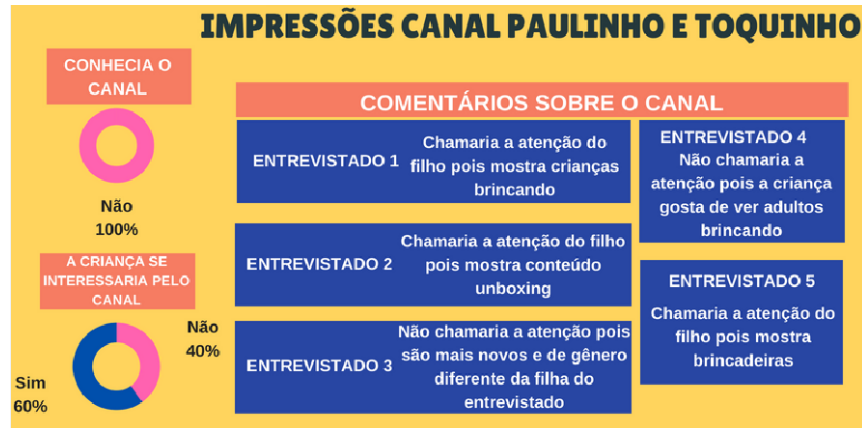 IMPRESSÕES CANAL PAULINHO E TOQUINHO
CONHECIA O
CANAL
Não
100%
A CRIANÇA SE
INTERESSARIA PELO
CANAL
Não
40%
Sim
60%
COMENTÁRIOS SOBRE O CANAL
ENTREVISTADO 1
Chamaria a atenção do
filho pois mostra crianças
brincando
ENTREVISTADO 2
Chamaria a atenção do filho
pois mostra conteúdo
unboxing
ENTREVISTADO 3
Não chamaria a atenção pois
são mais novos e de gênero
diferente da filha do
entrevistado
ENTREVISTADO 4
Não chamaria a
atenção pois a criança
gosta de ver adultos
brincando
ENTREVISTADO 5
Chamaria a atenção do
filho pois mostra
brincadeiras